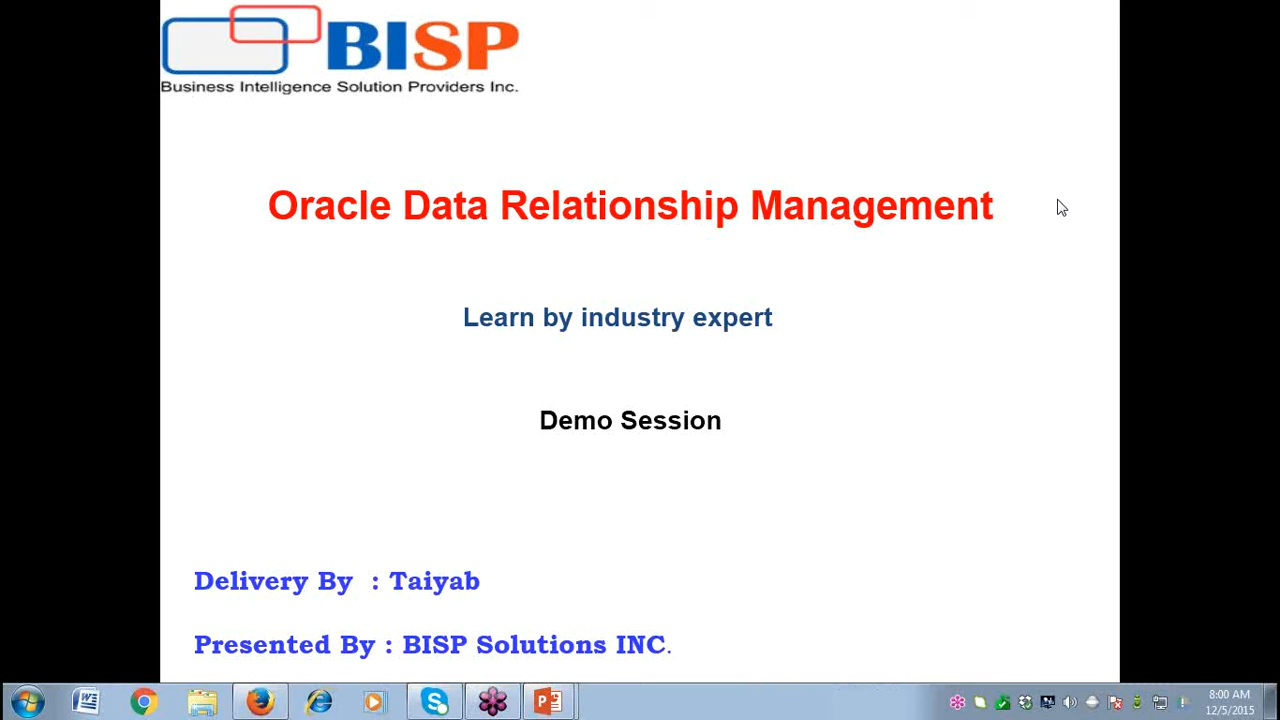 BISP
Business Intelligence Solution Providers Inc.
Oracle Data Relationship Management
Learn by industry expert
Demo Session
Delivery By : Taiyab
Presented By : BISP Solutions INC.
8:00 AM
12/5/2015